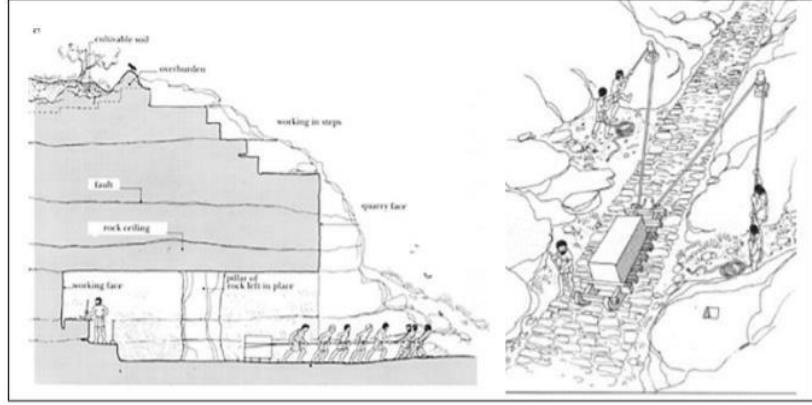 cultivable soil
overburden
working in steps
fault
quarry face
rock ceiling
working face
pillar of
rock left in place